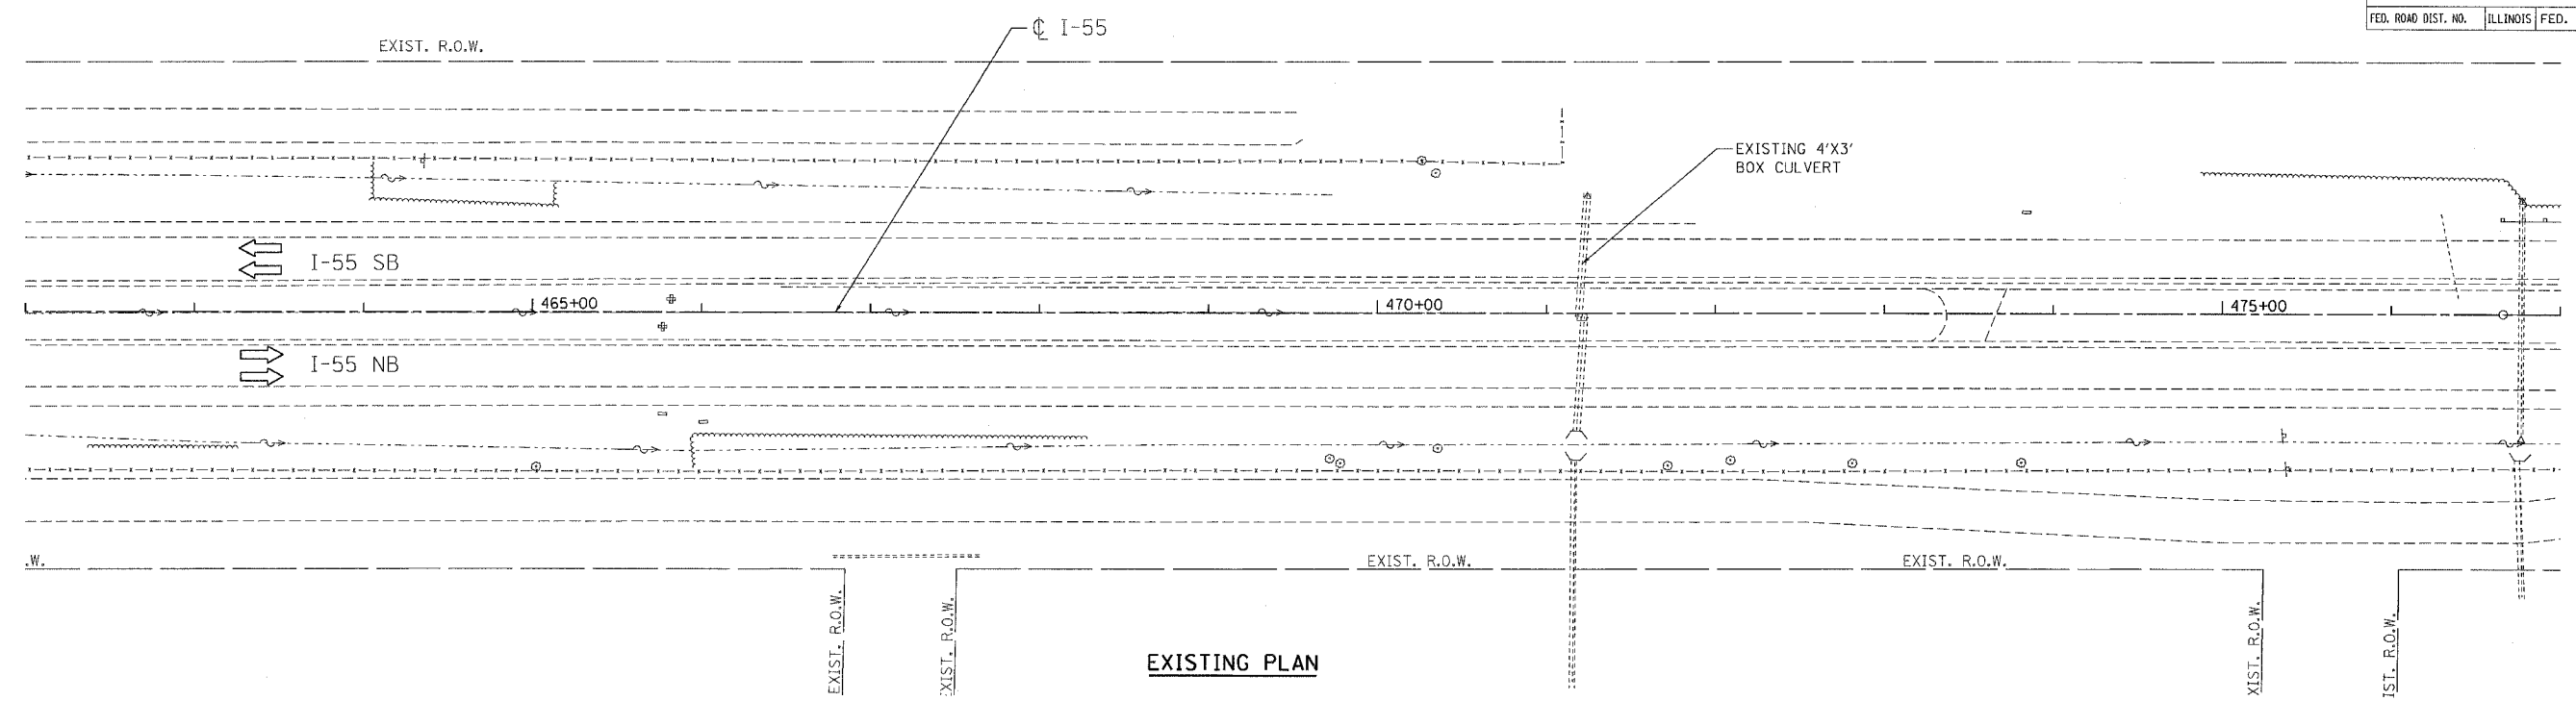 FED. ROAD DIST. NO. ILLINOIS FED.
℄ I-55
EXIST. R.O.W.
EXISTING 4'X3'
BOX CULVERT
I-55 SB
465+00
470+00
475+00
I-55 NB
.W.
EXIST. R.O.W.
EXIST. R.O.W.
EXIST. R.O.W.
XIST. R.O.W.
XIST. R.O.W.
IST. R.O.W.
EXISTING PLAN